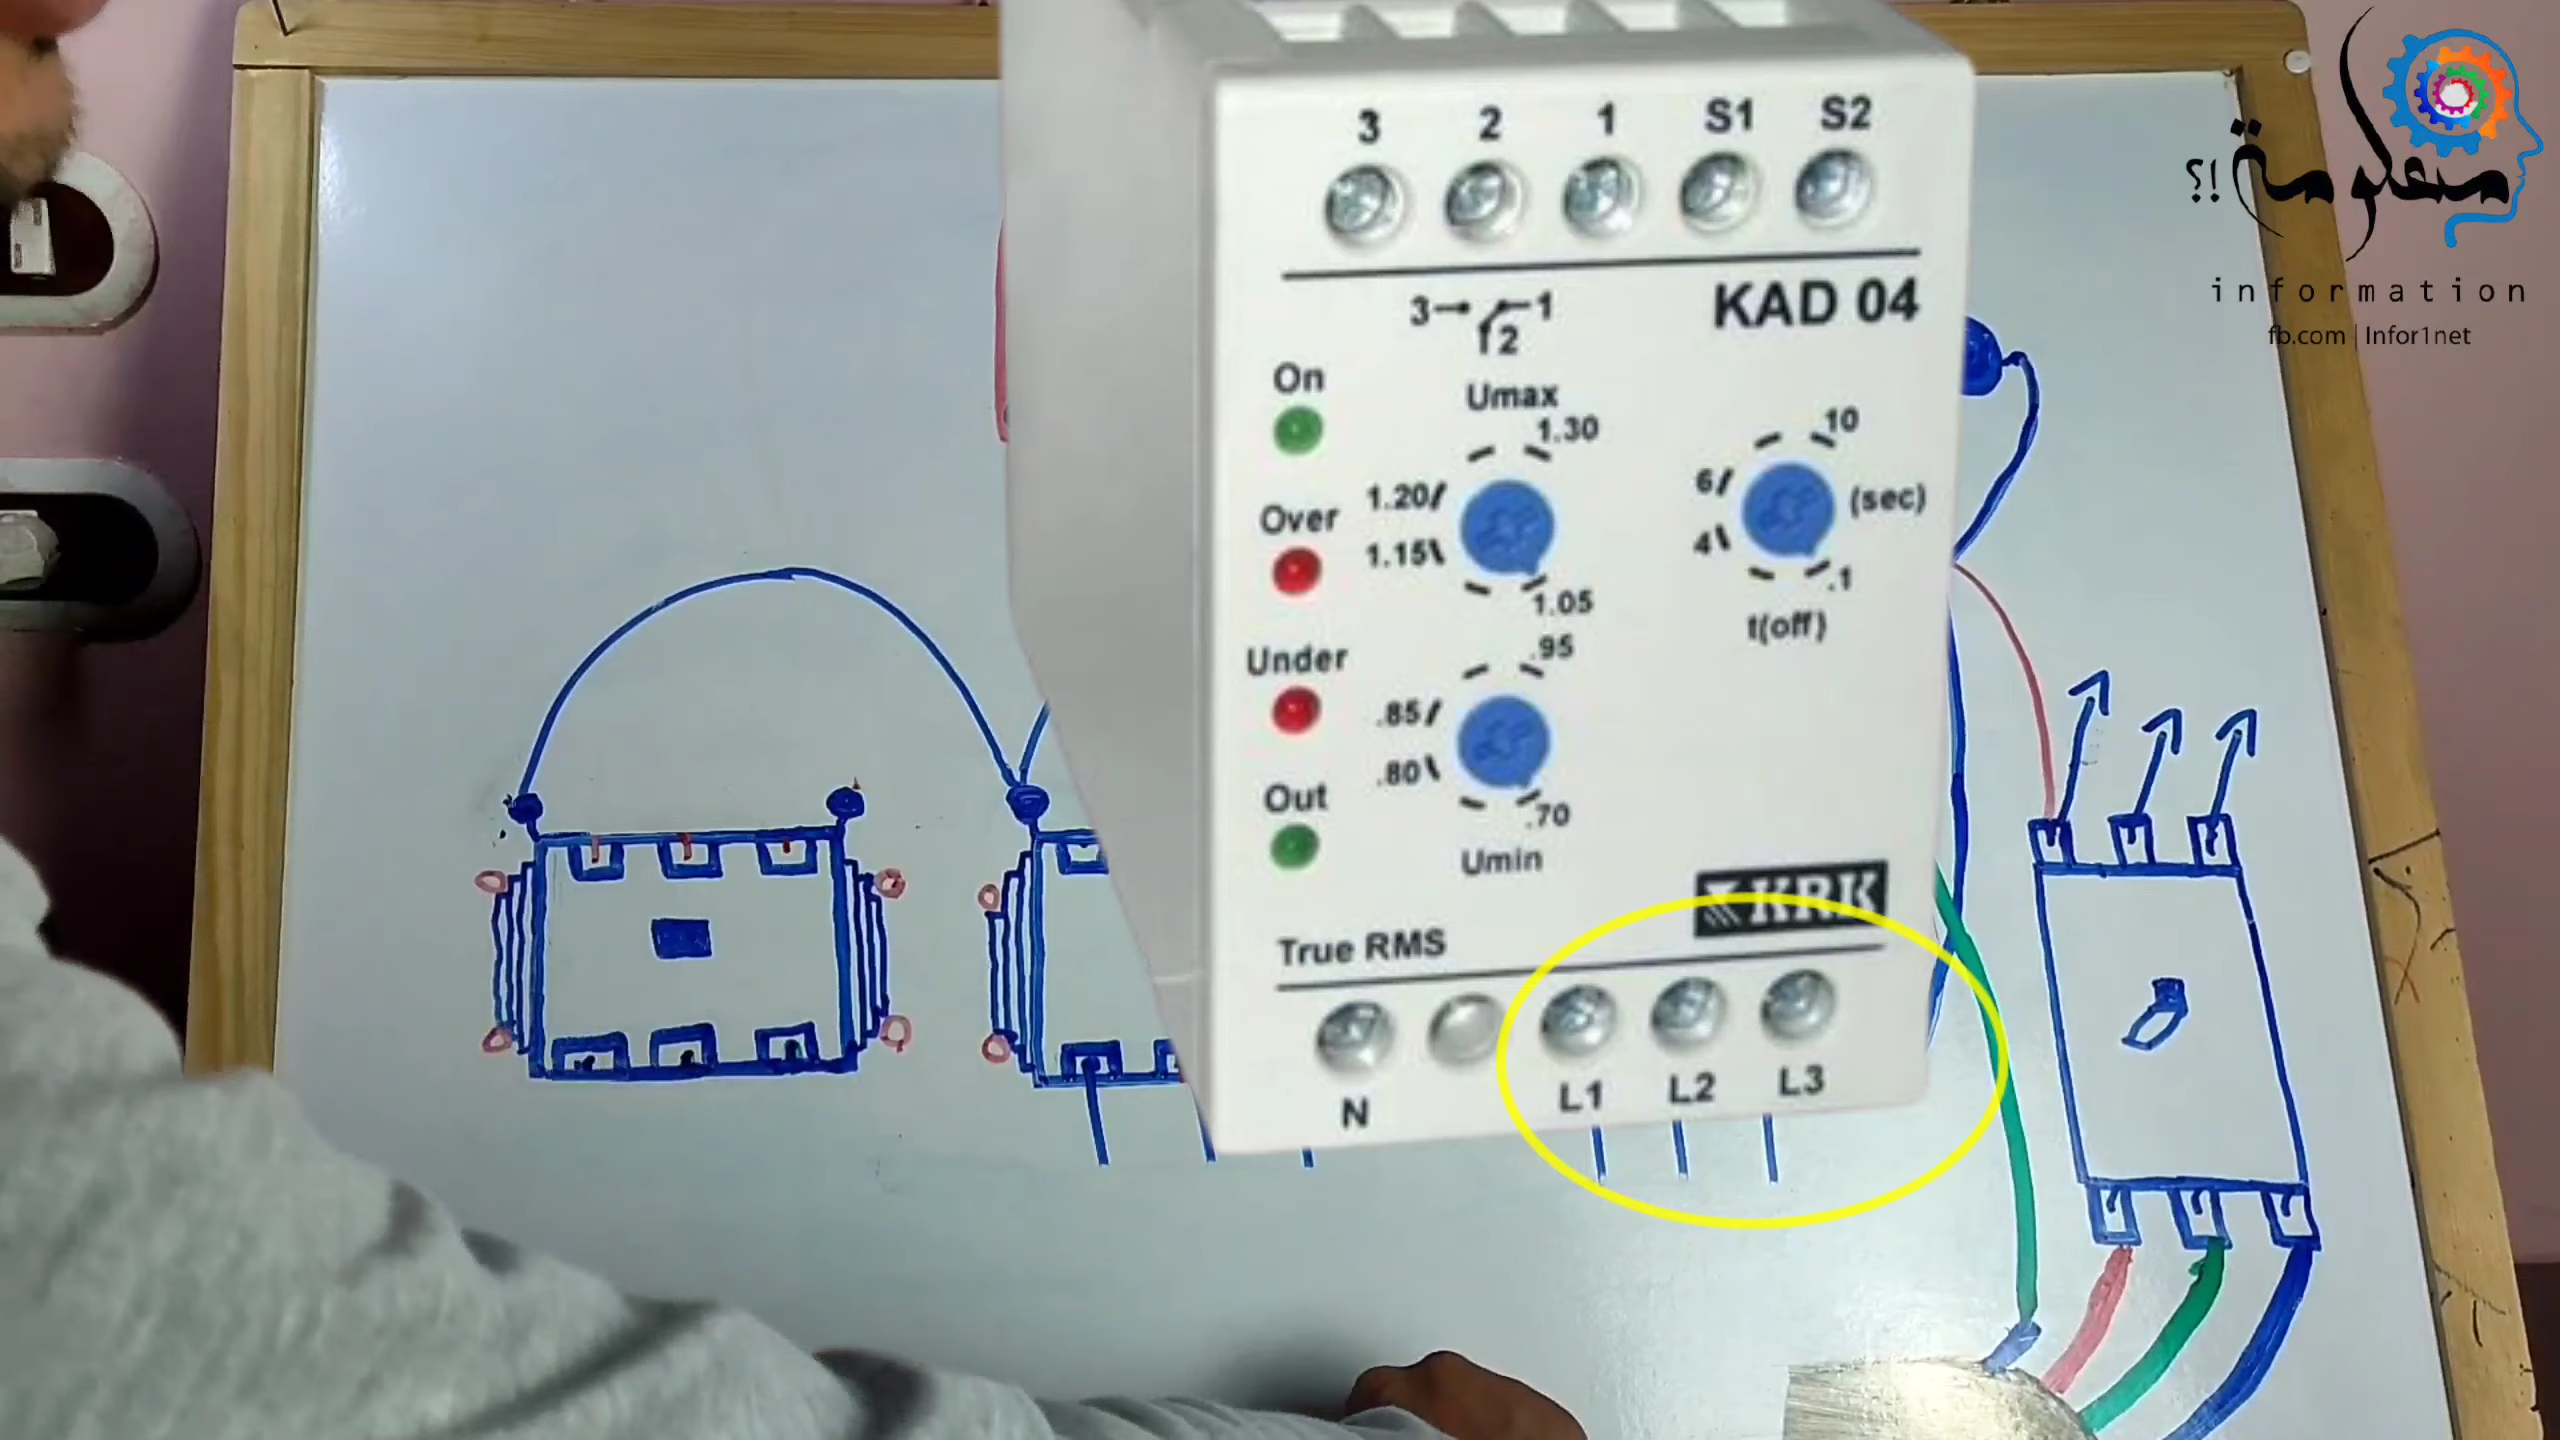 3 2 1 S1 S2
KAD 04
3 1
2
On
Umax
1.30
1.20
1.15
1.05
Over
10
6
(sec)
4
.1
t(off)
Under
.95
.85
.80
.70
Umin
Out
KRK
True RMS
N L1 L2 L3
معلومة !؟
information
fb.com | Infor1net